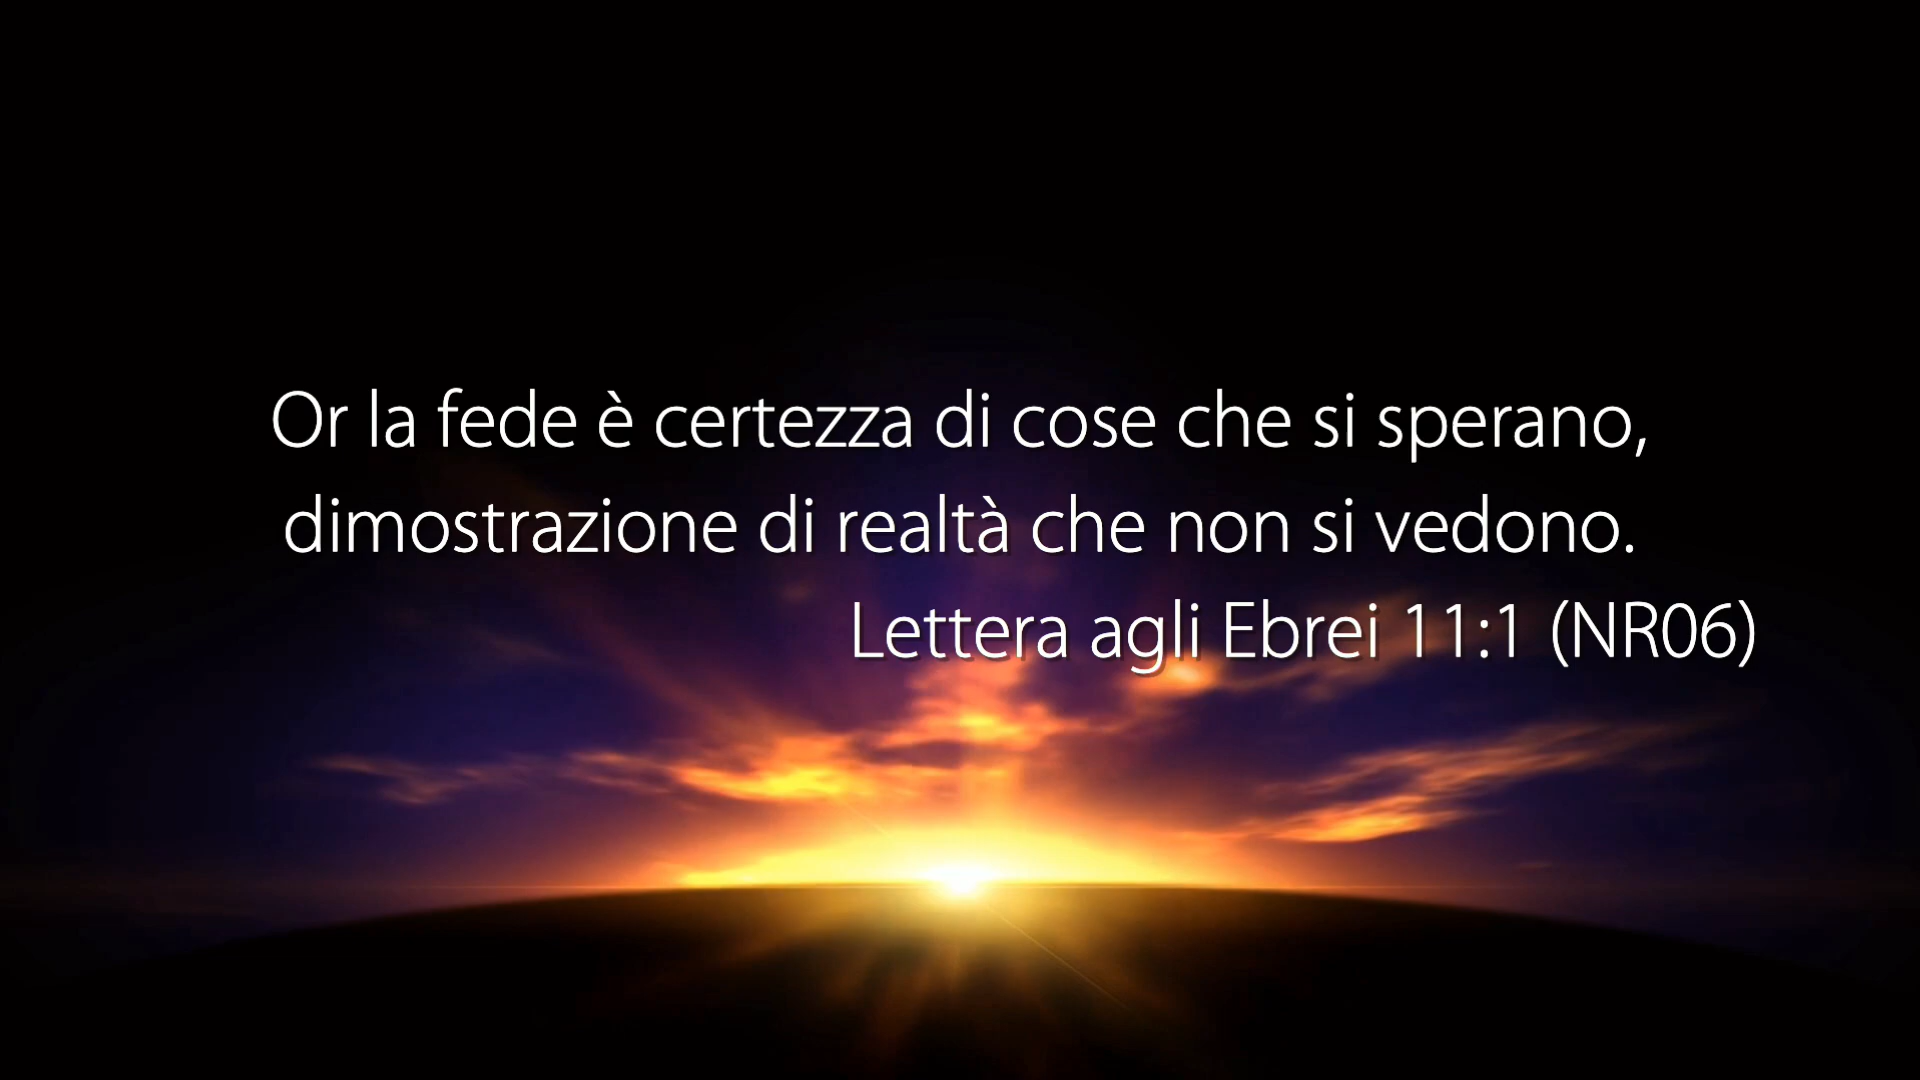 Or la fede è certezza di cose che si sperano,
dimostrazione di realtà che non si vedono.
Lettera agli Ebrei 11:1 (NR06)